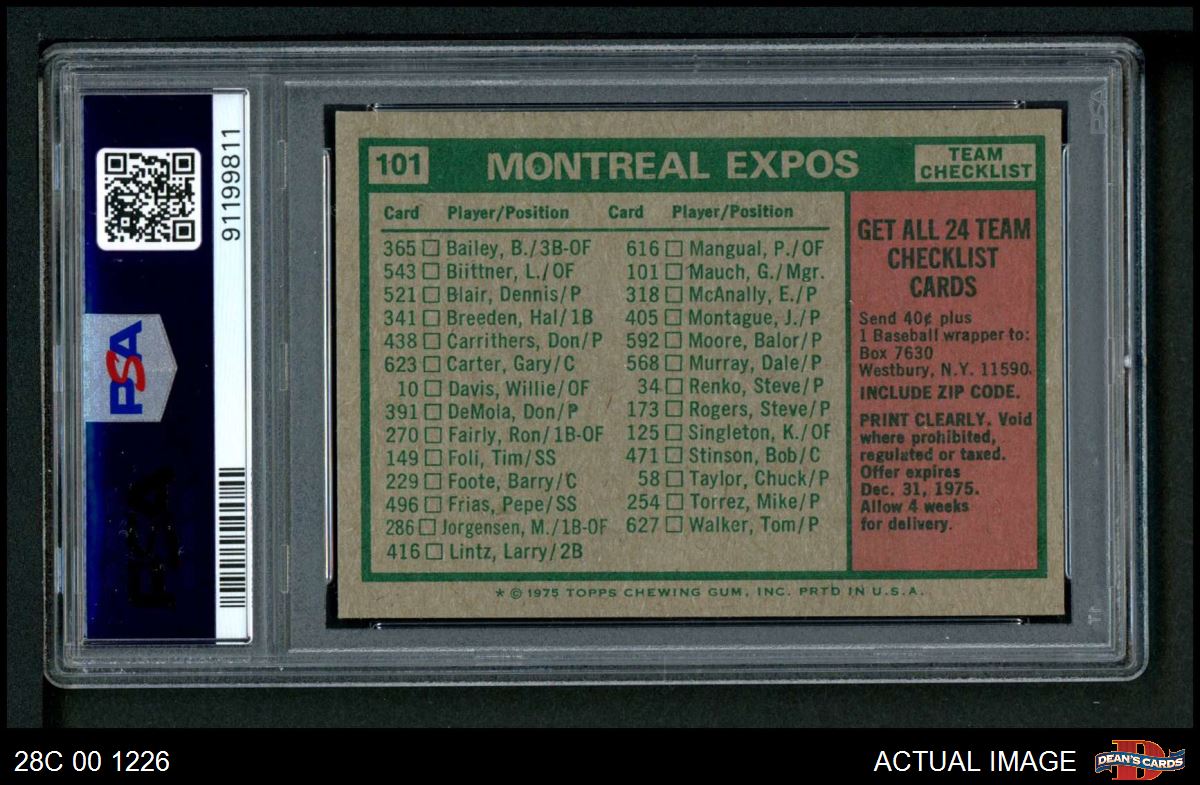 91199811
PSA
PSA
101
MONTREAL EXPOS
TEAM
CHECKLIST
Card Player/Position Card Player/Position
365 □ Bailey, B./3B-OF 616 □ Mangual, P./OF
543 □ Biittner, L./OF 101 □ Mauch, G./Mgr.
521 □ Blair, Dennis/P 318 □ McAnally, E./P
341 □ Breeden, Hal/1B 405 □ Montague, J./P
438 □ Carrithers, Don/P 592 □ Moore, Balor/P
623 □ Carter, Gary/C 568 □ Murray, Dale/P
10 □ Davis, Willie/OF 34 □ Renko, Steve/P
391 □ DeMola, Don/P 173 □ Rogers, Steve/P
270 □ Fairly, Ron/1B-OF 125 □ Singleton, K./OF
149 □ Foli, Tim/SS 471 □ Stinson, Bob/C
229 □ Foote, Barry/C 58 □ Taylor, Chuck/P
496 □ Frias, Pepe/SS 254 □ Torrez, Mike/P
286 □ Jorgensen, M./1B-OF 627 □ Walker, Tom/P
416 □ Lintz, Larry/2B
GET ALL 24 TEAM
CHECKLIST
CARDS
Send 40¢ plus
1 Baseball wrapper to:
Box 7630
Westbury, N.Y. 11590.
INCLUDE ZIP CODE.
PRINT CLEARLY. Void
where prohibited,
regulated or taxed.
Offer expires
Dec. 31, 1975.
Allow 4 weeks
for delivery.
* © 1975 TOPPS CHEWING GUM, INC. PRTD IN U.S.A.
PSA
28C 00 1226
ACTUAL IMAGE
DEAN'S CARDS